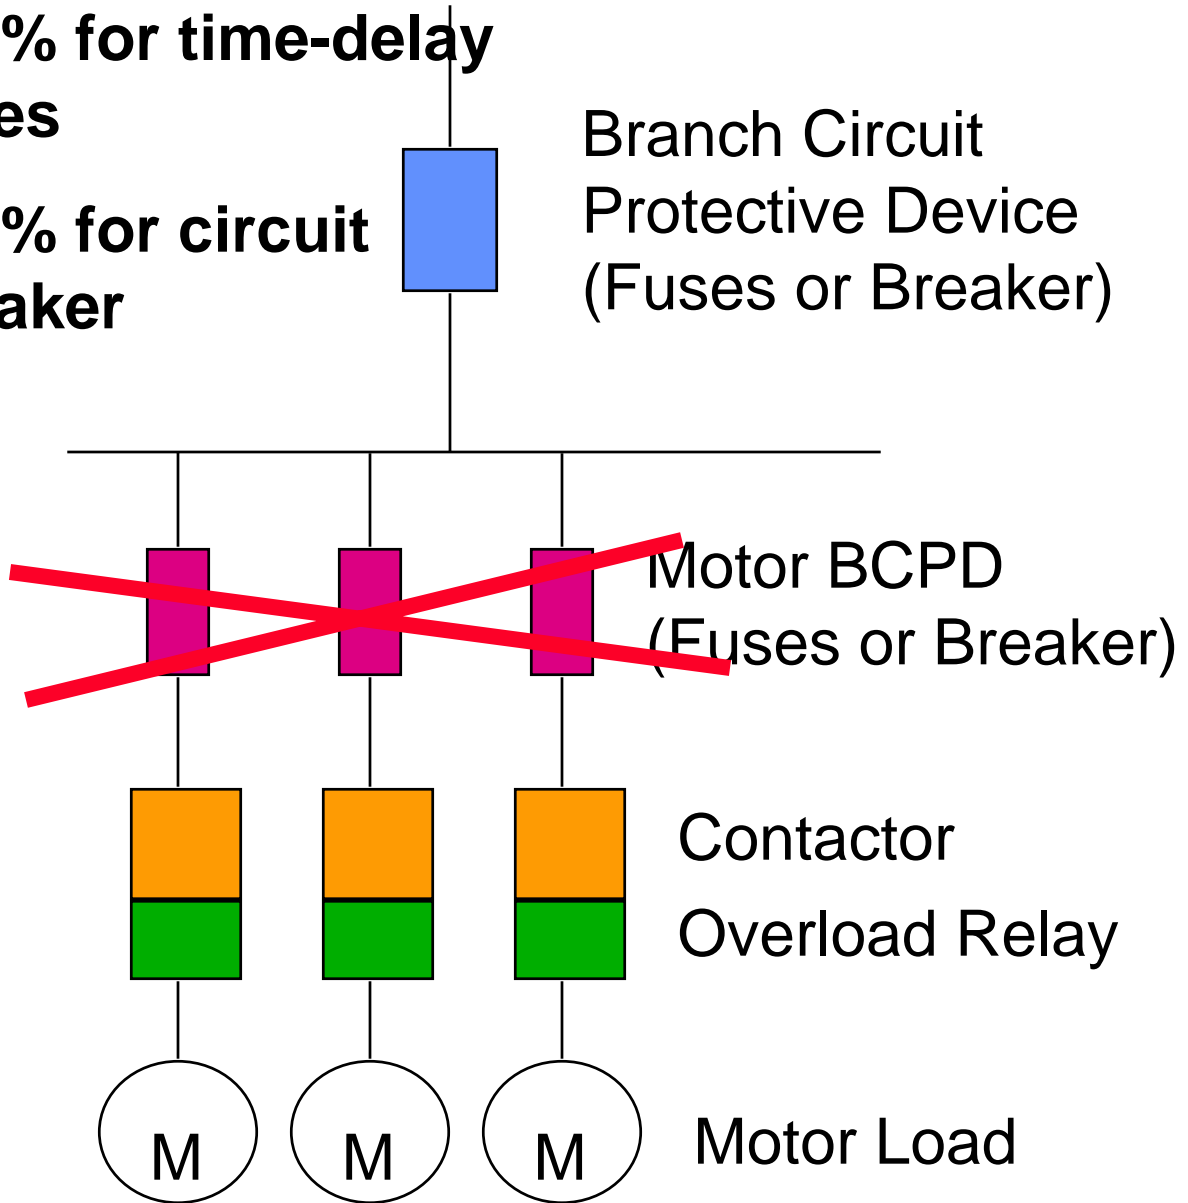 % for time-delay
es
% for circuit
aker
Branch Circuit
Protective Device
(Fuses or Breaker)
Motor BCPD
(Fuses or Breaker)
Contactor
Overload Relay
M M M
Motor Load